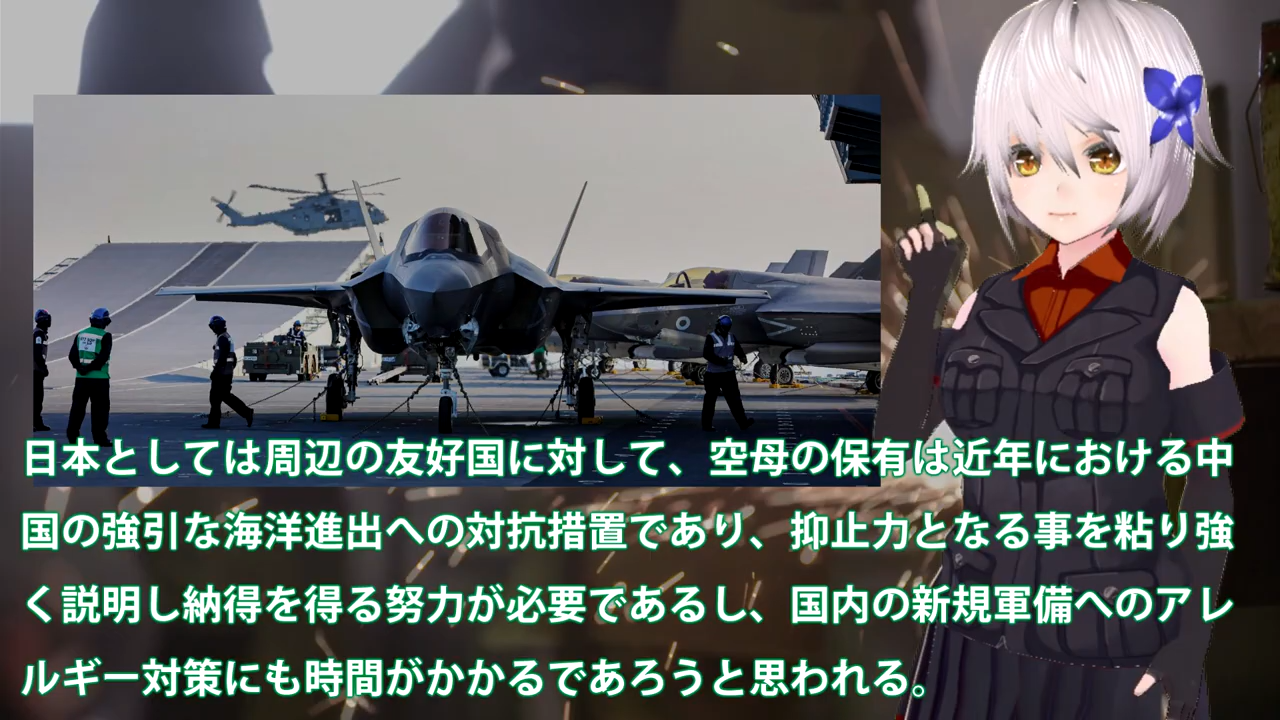 日本としては周辺の友好国に対して、空母の保有は近年における中
国の強引な海洋進出への対抗措置であり、抑止力となる事を粘り強
く説明し納得を得る努力が必要であるし、国内の新規軍備へのアレ
ルギー対策にも時間がかかるであろうと思われる。